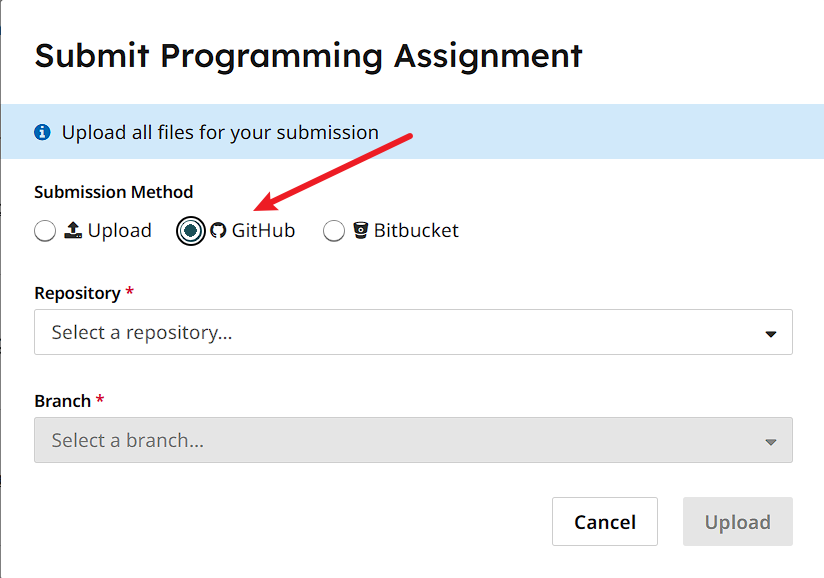 Submit Programming Assignment
Upload all files for your submission
Submission Method
Upload GitHub Bitbucket
Repository *
Select a repository...
Branch *
Select a branch...
Cancel Upload